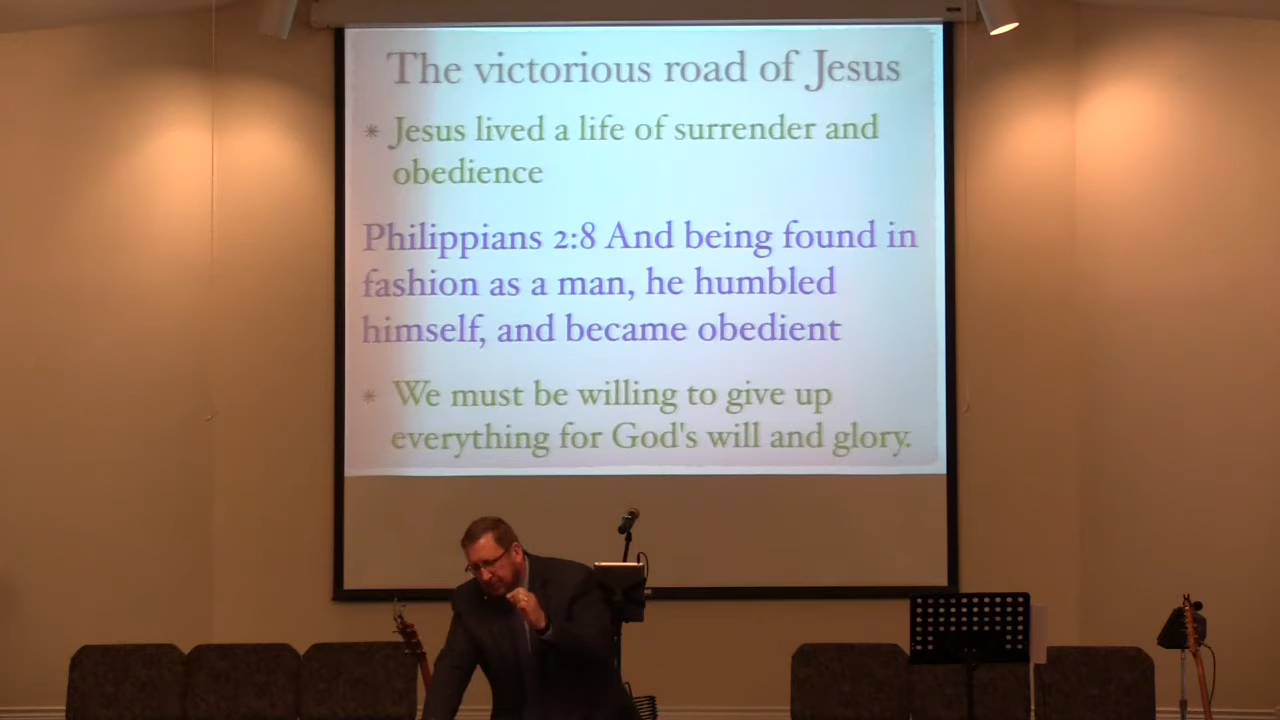 The victorious road of Jesus
* Jesus lived a life of surrender and
obedience
Philippians 2:8 And being found in
fashion as a man, he humbled
himself, and became obedient
* We must be willing to give up
everything for God's will and glory.